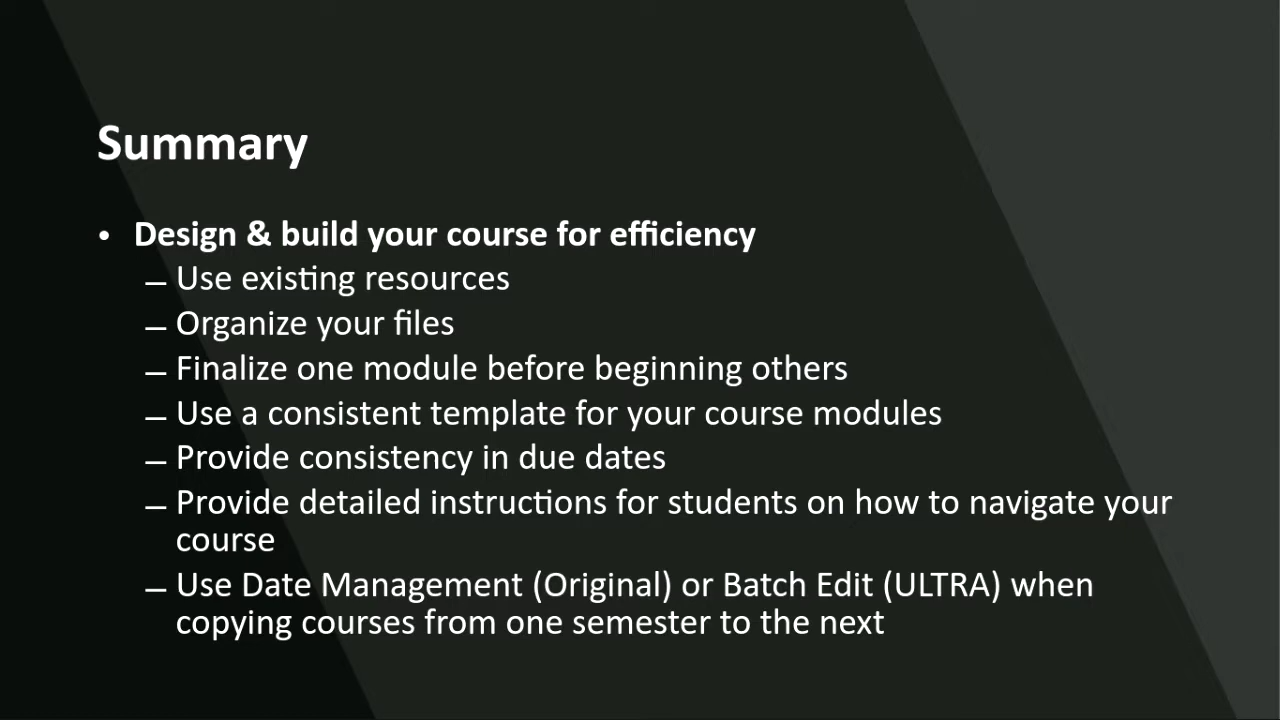 Summary
• Design & build your course for efficiency
– Use existing resources
– Organize your files
– Finalize one module before beginning others
– Use a consistent template for your course modules
– Provide consistency in due dates
– Provide detailed instructions for students on how to navigate your
course
– Use Date Management (Original) or Batch Edit (ULTRA) when
copying courses from one semester to the next